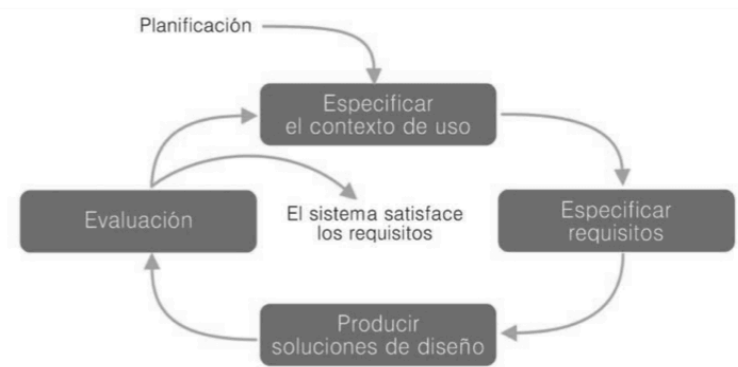 Planificación
Especificar
el contexto de uso
Evaluación
El sistema satisface
los requisitos
Especificar
requisitos
Producir
soluciones de diseño